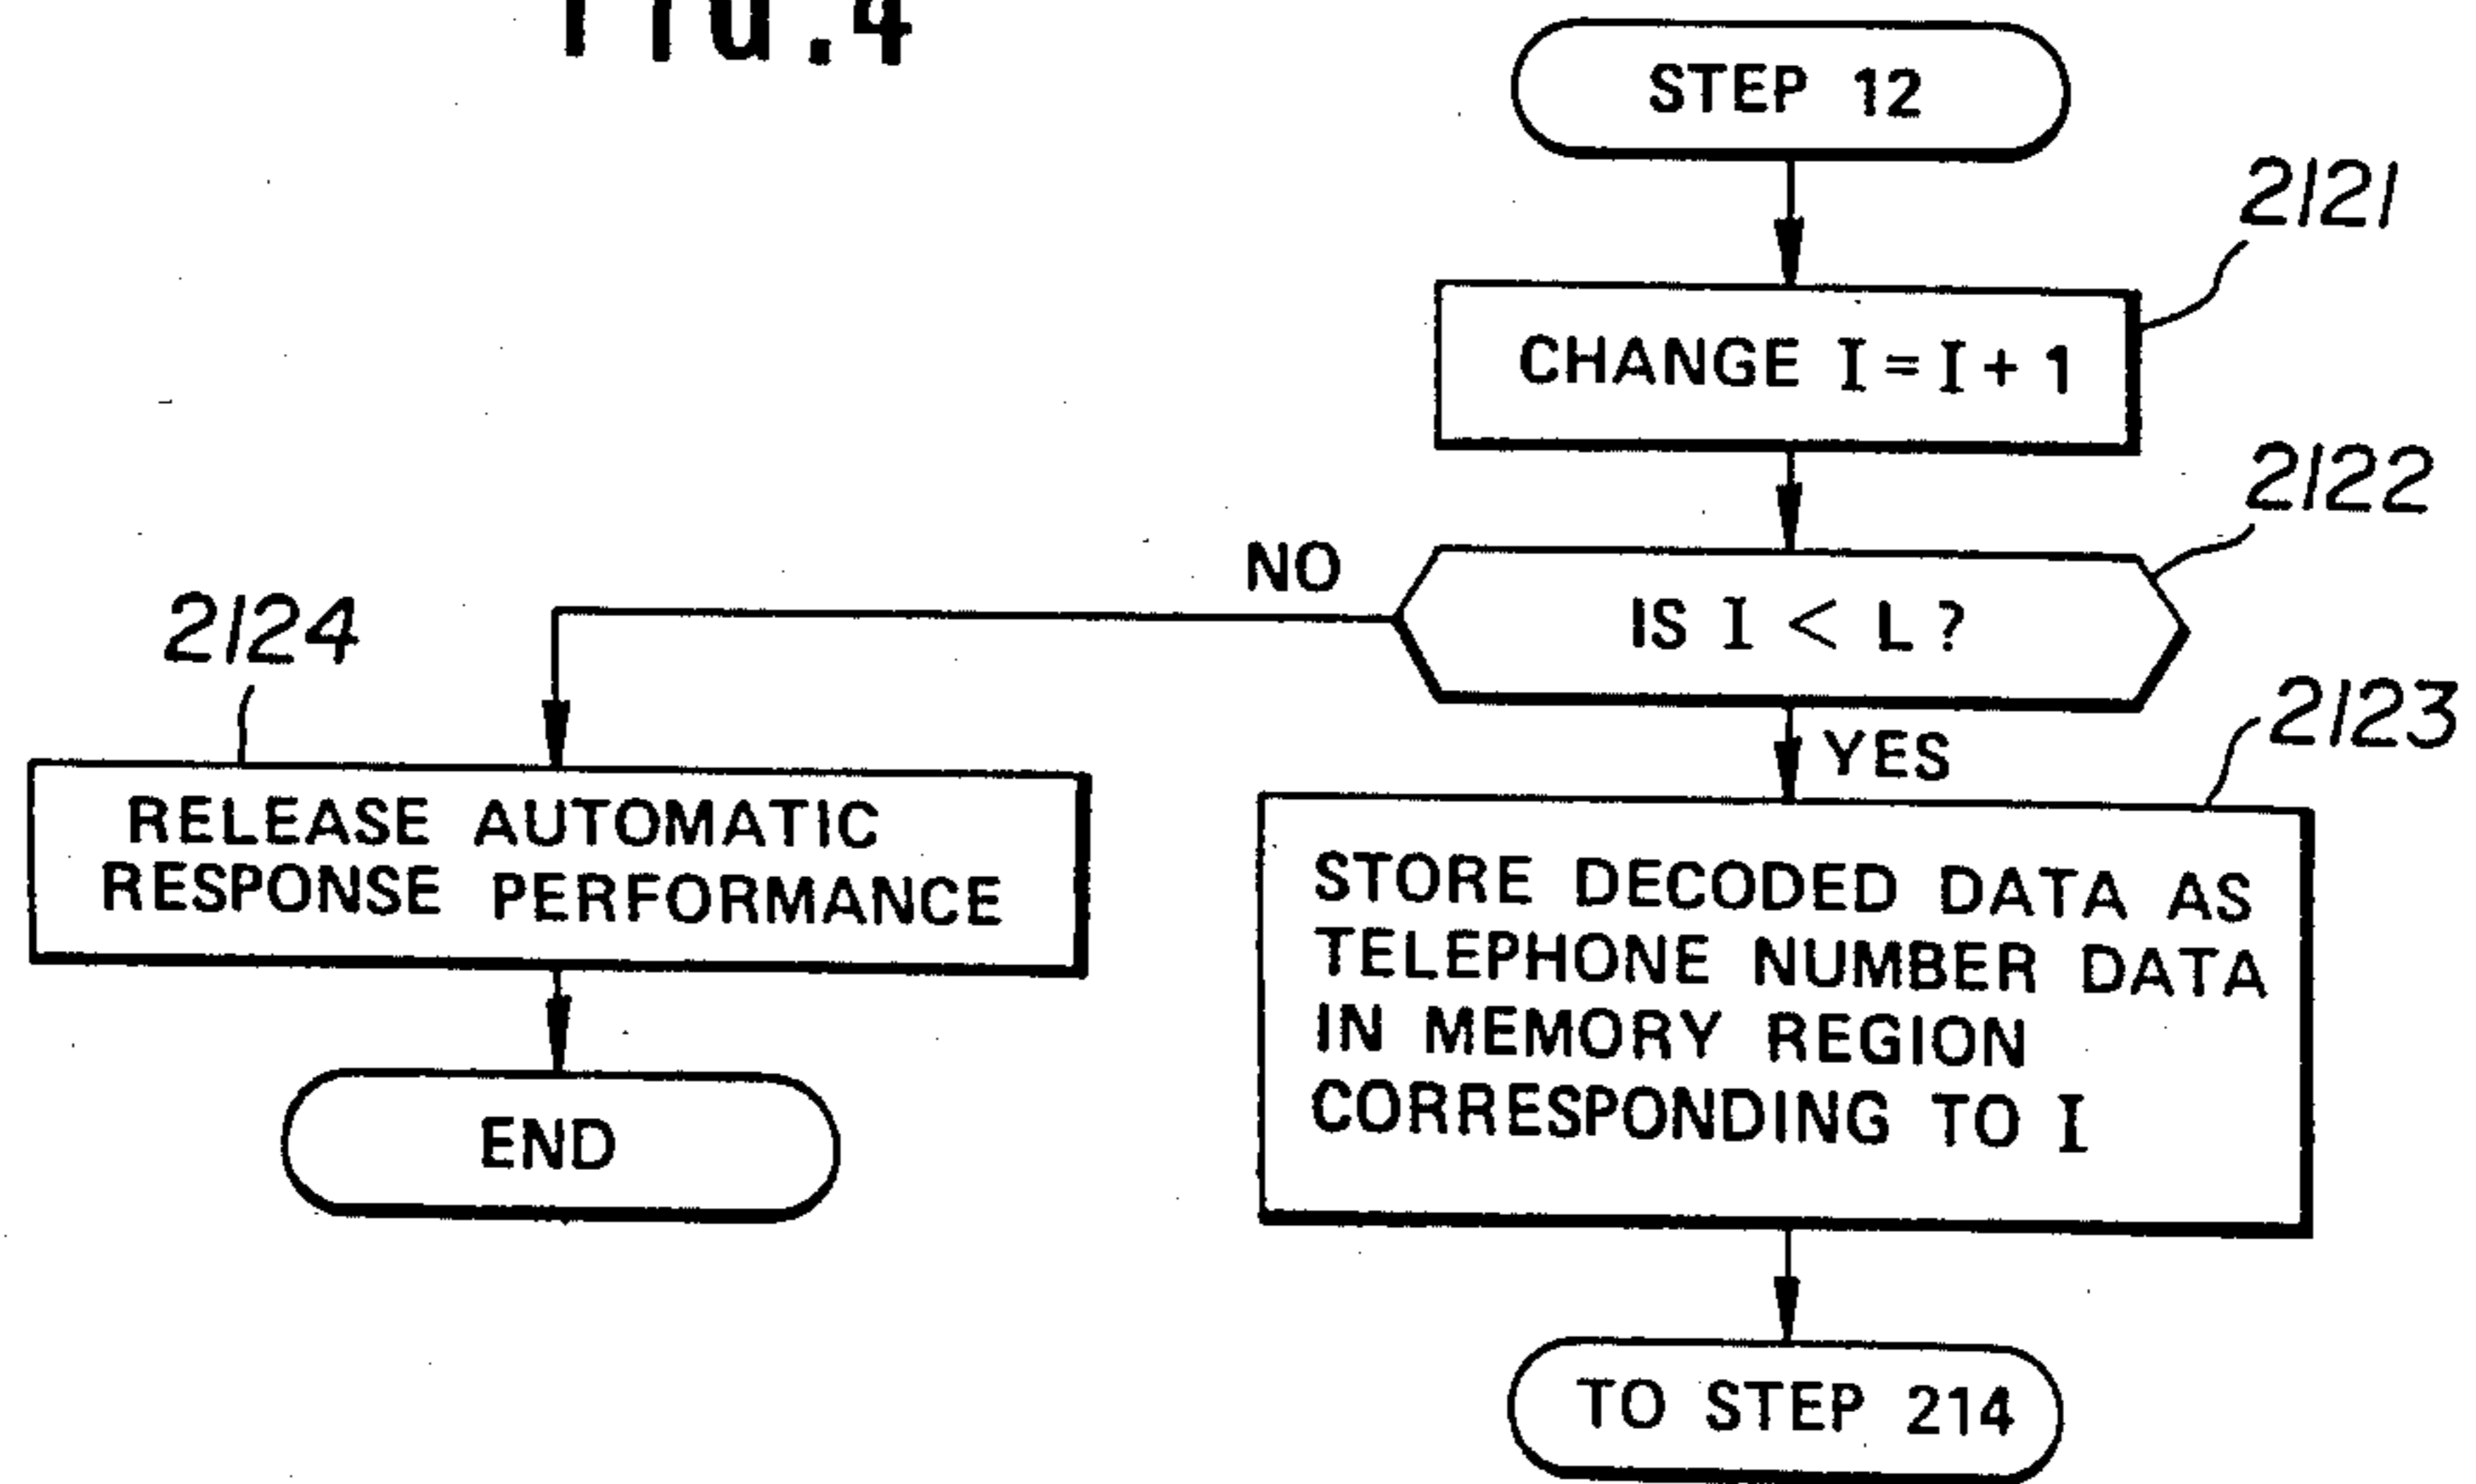 FIG.4
STEP 12
2121
CHANGE I = I + 1
2122
IS I < L ?
NO
YES
2124
RELEASE AUTOMATIC
RESPONSE PERFORMANCE
END
2123
STORE DECODED DATA AS
TELEPHONE NUMBER DATA
IN MEMORY REGION
CORRESPONDING TO I
TO STEP 214